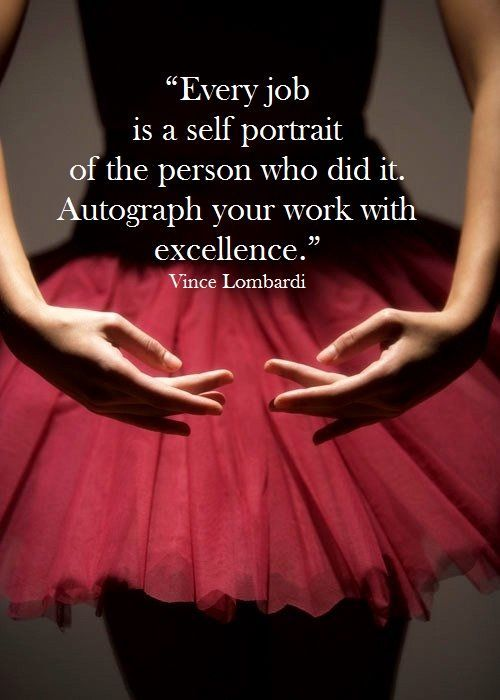 “Every job
is a self portrait
of the person who did it.
Autograph your work with
excellence.”
Vince Lombardi